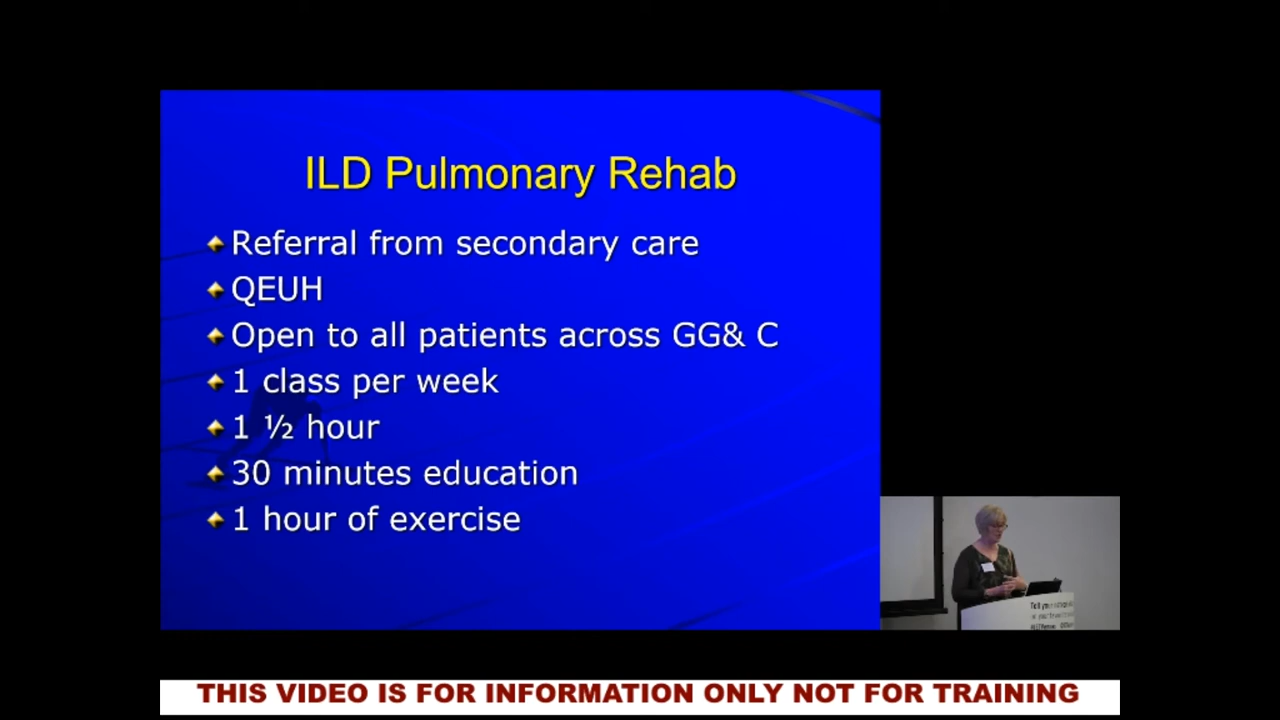 ILD Pulmonary Rehab
Referral from secondary care
QEUH
Open to all patients across GG& C
1 class per week
1 ½ hour
30 minutes education
1 hour of exercise
Tell your
THIS VIDEO IS FOR INFORMATION ONLY NOT FOR TRAINING